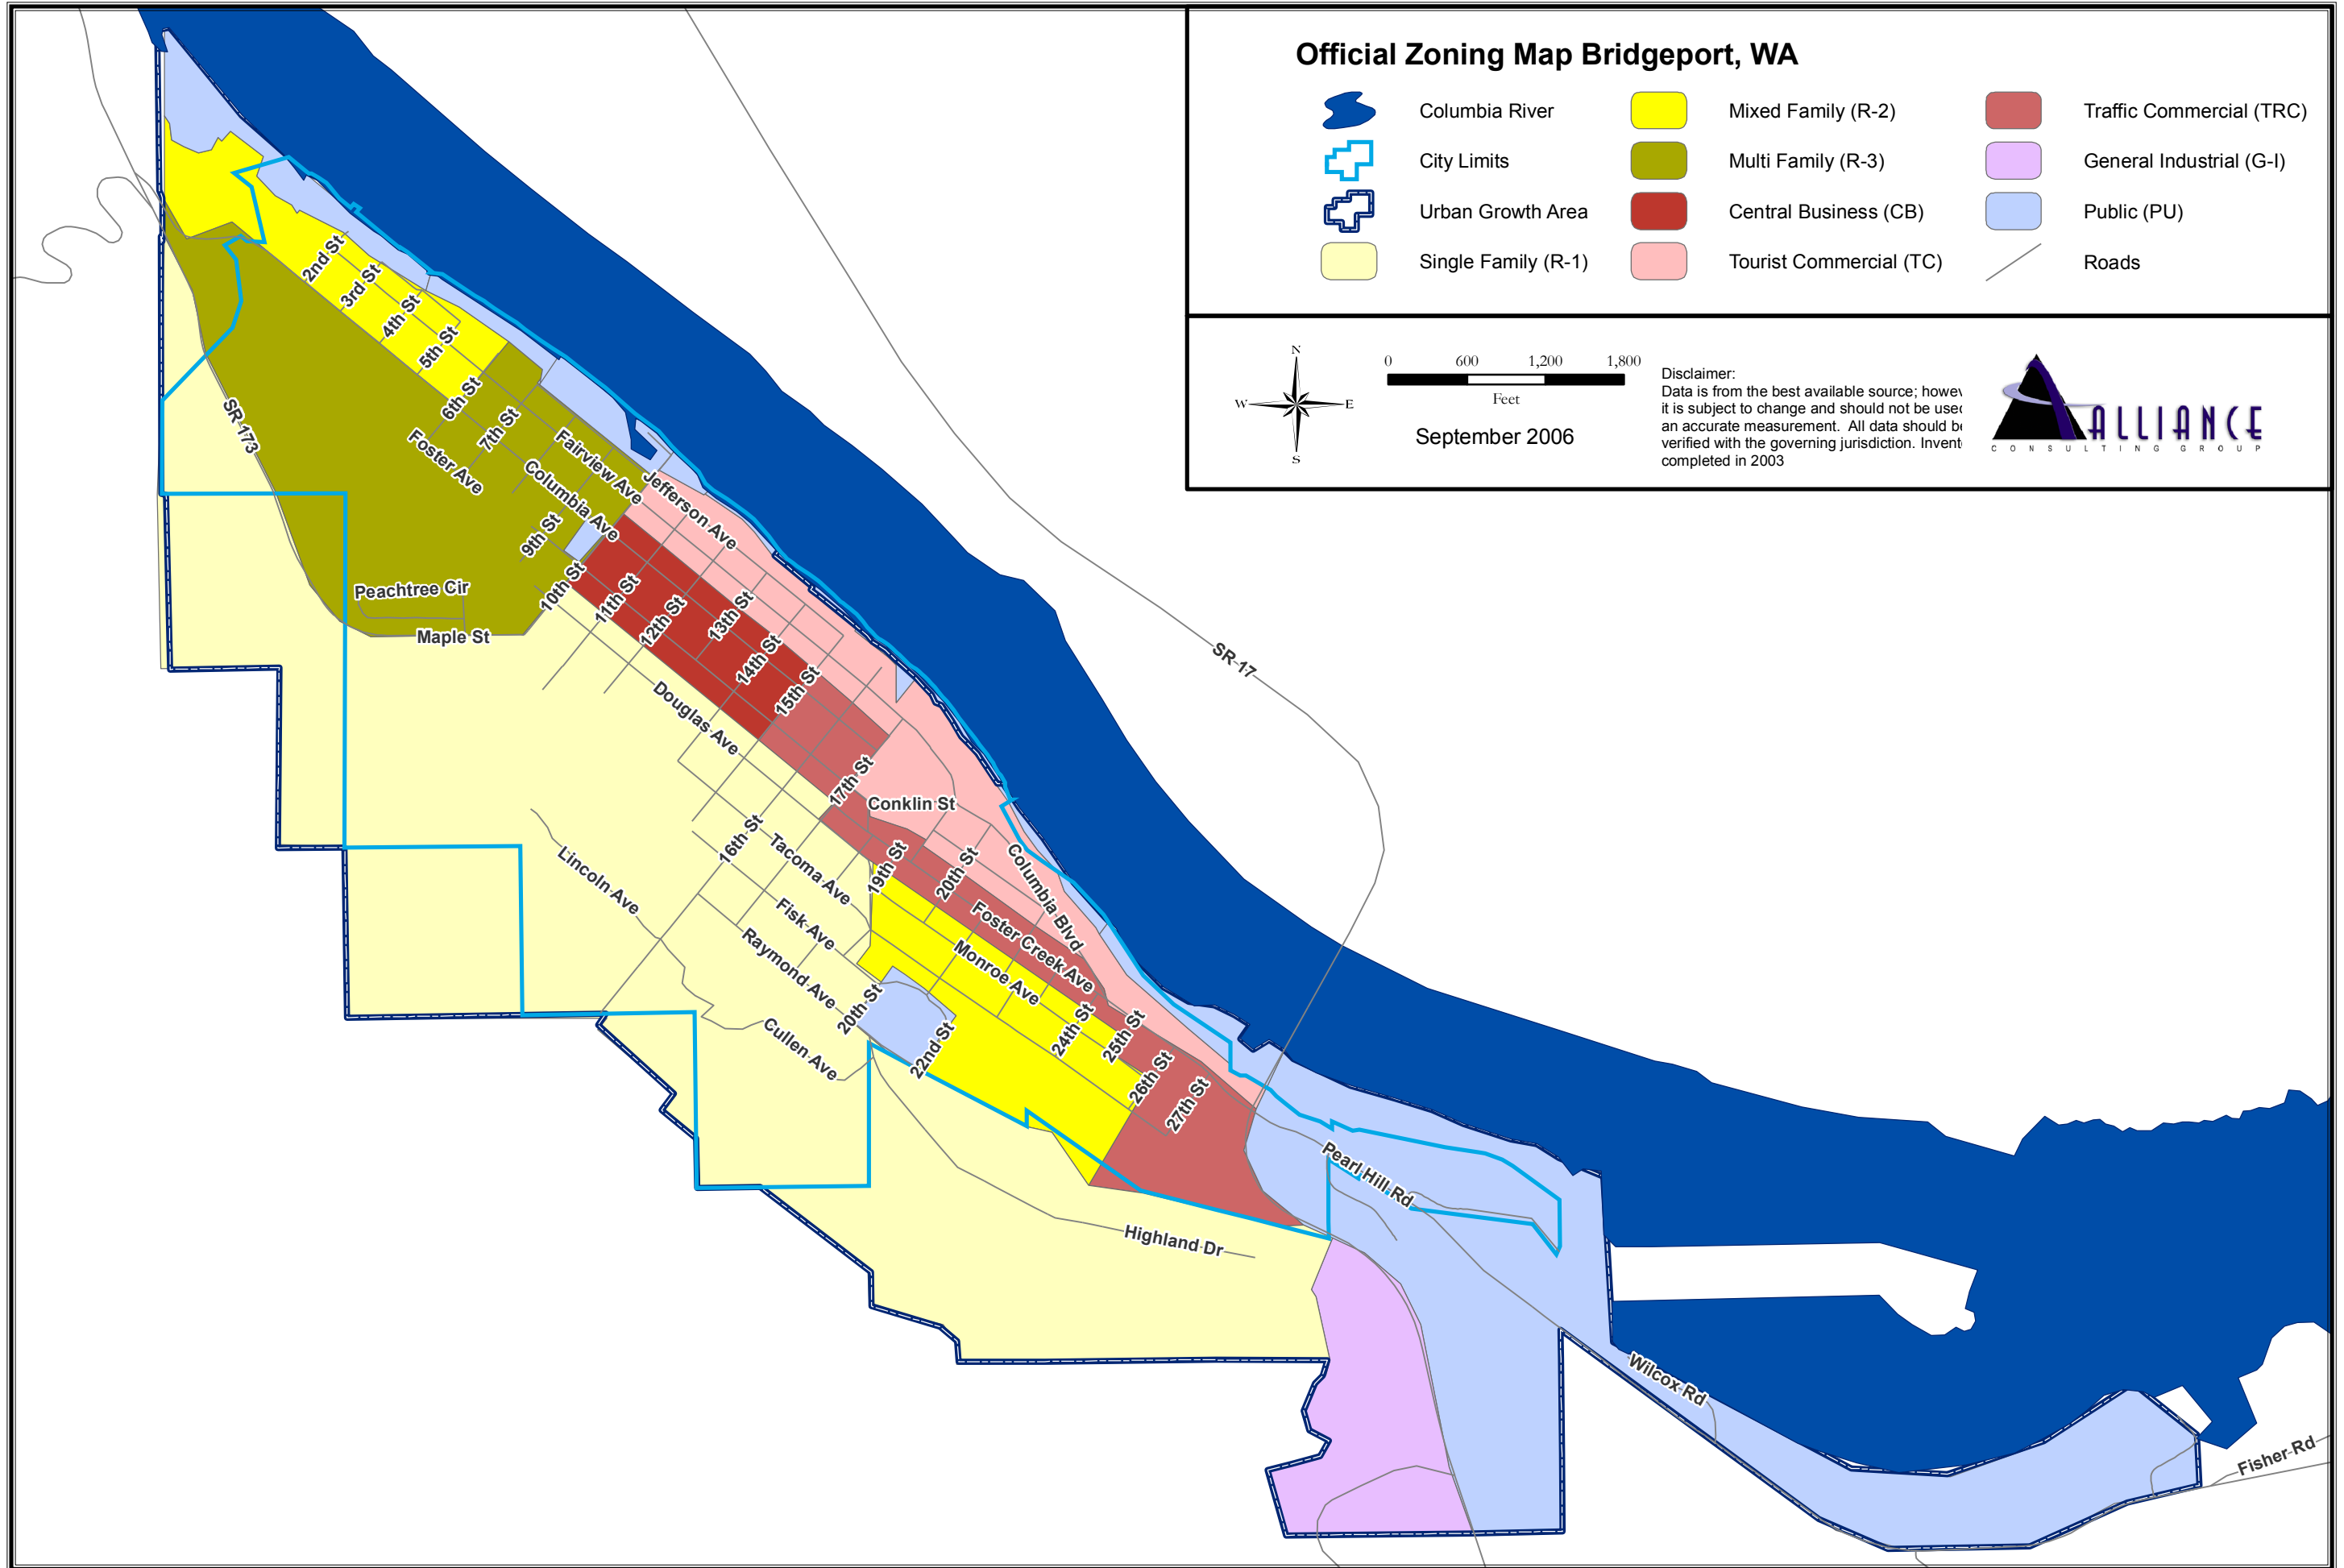 Official Zoning Map Bridgeport, WA
Columbia River
City Limits
Urban Growth Area
Single Family (R-1)
Mixed Family (R-2)
Multi Family (R-3)
Central Business (CB)
Tourist Commercial (TC)
Traffic Commercial (TRC)
General Industrial (G-I)
Public (PU)
Roads
N
W
E
S
0 600 1,200 1,800
Feet
September 2006
Disclaimer:
Data is from the best available source; howev
it is subject to change and should not be used
an accurate measurement. All data should be
verified with the governing jurisdiction. Invent
completed in 2003
ALLIANCE
CONSULTING GROUP
2nd St
3rd St
4th St
5th St
6th St
7th St
SR-173
Foster Ave
Fairview Ave
Columbia Ave
Jefferson Ave
9th St
10th St
11th St
12th St
13th St
14th St
15th St
Peachtree Cir
Maple St
SR-17
Douglas Ave
17th St
Conklin St
16th St
Tacoma Ave
19th St
20th St
Columbia Blvd
Lincoln Ave
Fisk Ave
Raymond Ave
Foster Creek Ave
Monroe Ave
20th St
22nd St
Cullen Ave
24th St
25th St
26th St
27th St
Pearl Hill Rd
Highland Dr
Wilcox Rd
Fisher Rd